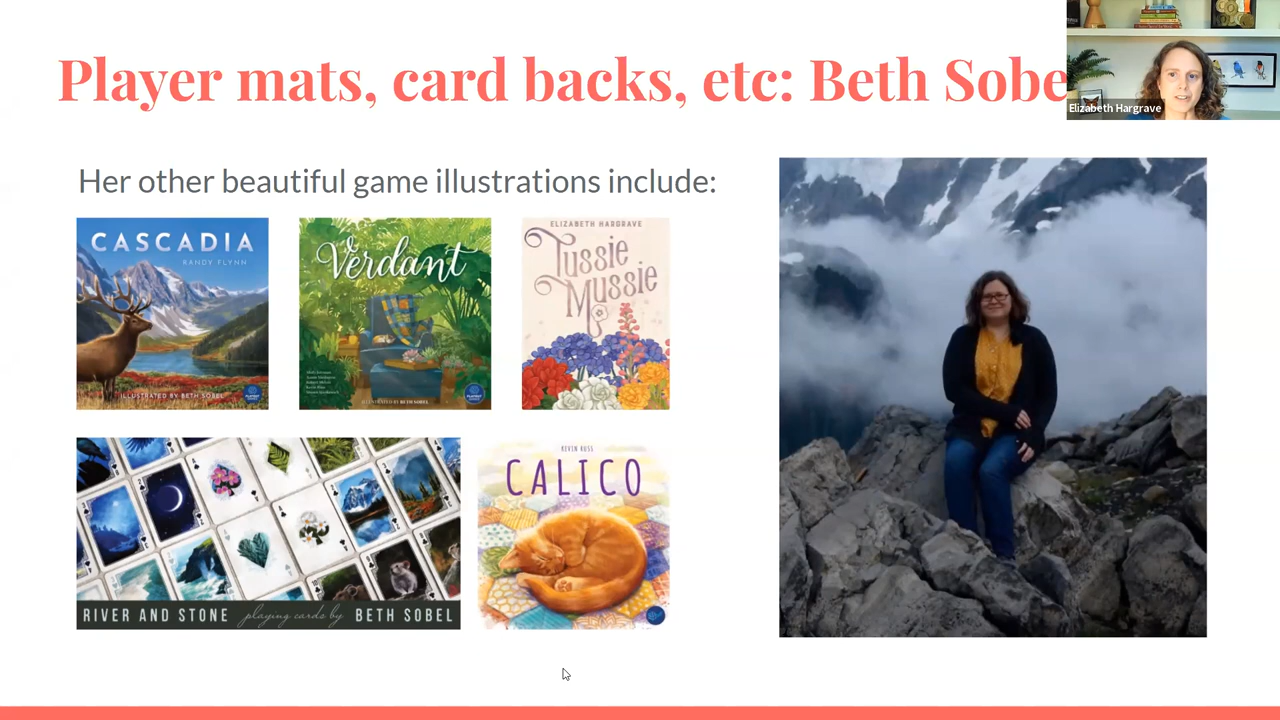 Player mats, card backs, etc: Beth Sobe
Elizabeth Hargrave
Her other beautiful game illustrations include:
CASCADIA
RANDY FLYNN
ILLUSTRATED BY BETH SOBEL
Verdant
ILLUSTRATED BY BETH SOBEL
ELIZABETH HARGRAVE
Tussie
Mussie
RIVER AND STONE playing cards by BETH SOBEL
KEVIN RUSS
CALICO